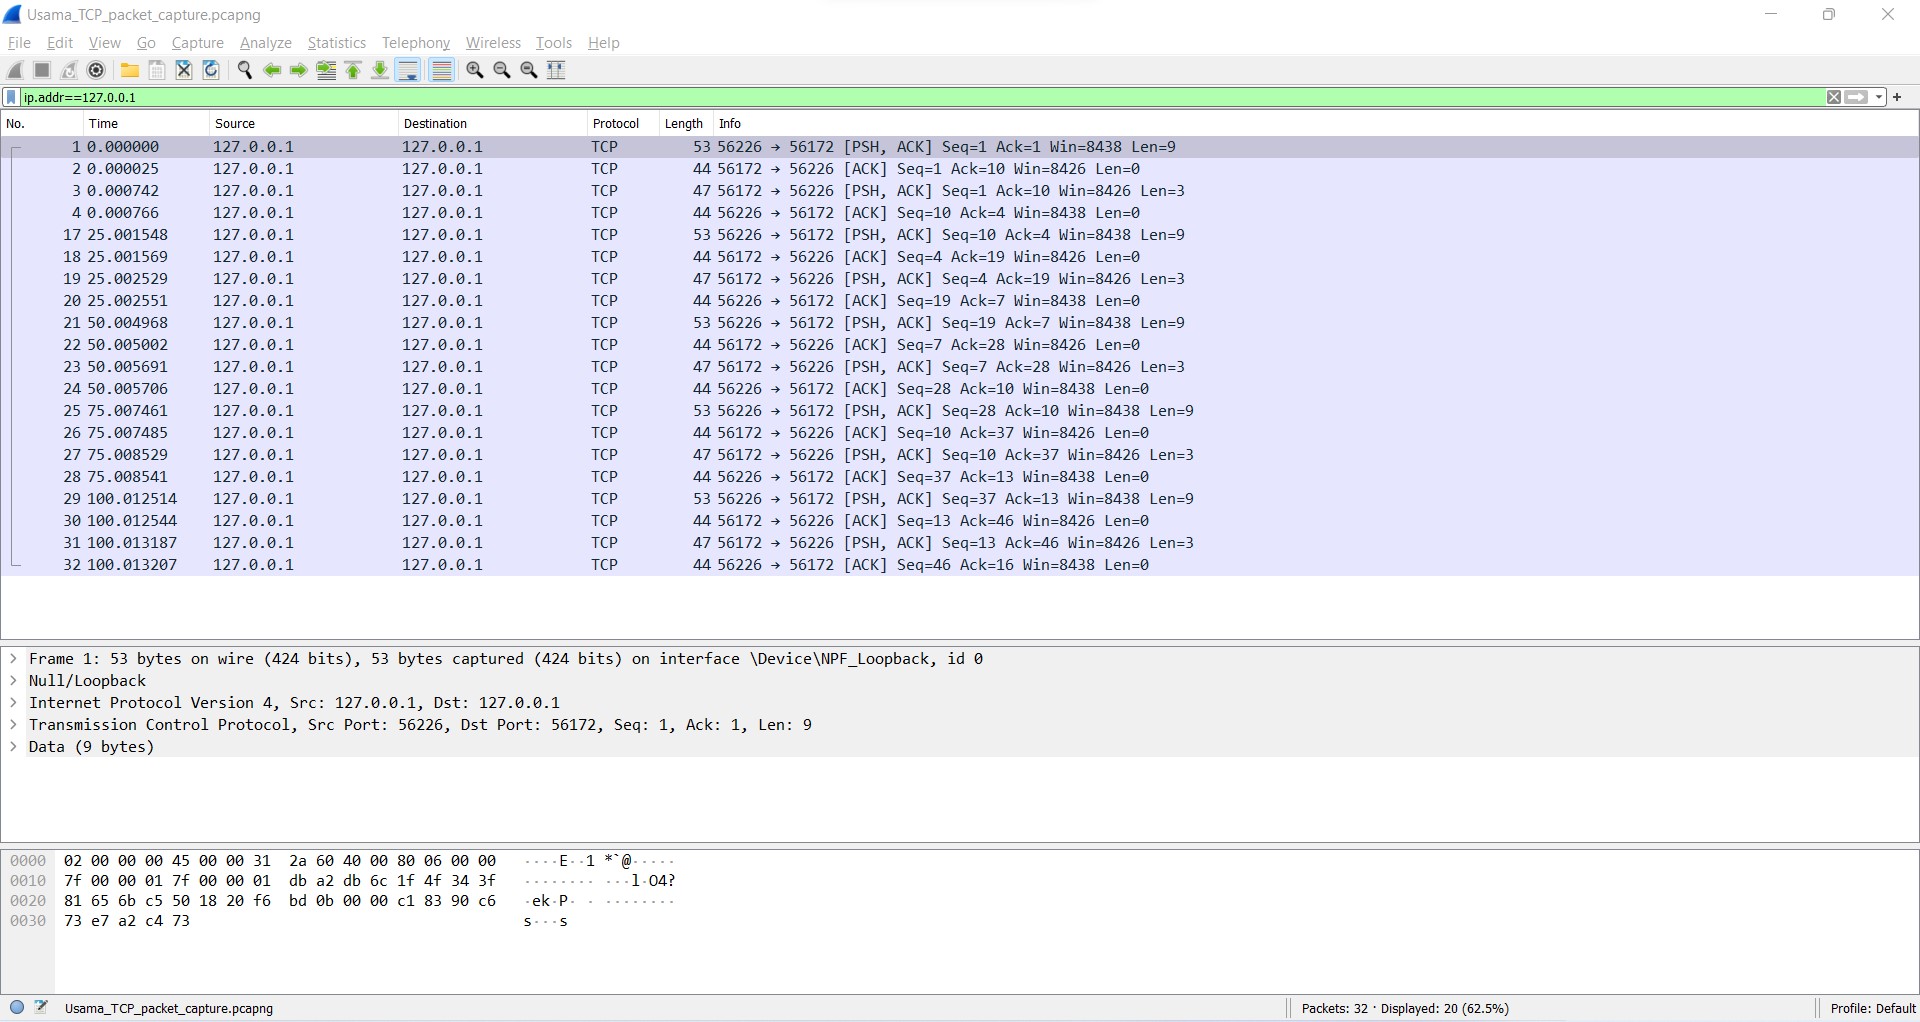 Usama_TCP_packet_capture.pcapng
File Edit View Go Capture Analyze Statistics Telephony Wireless Tools Help
ip.addr==127.0.0.1
No. Time Source Destination Protocol Length Info
1 0.000000 127.0.0.1 127.0.0.1 TCP 53 56226 → 56172 [PSH, ACK] Seq=1 Ack=1 Win=8438 Len=9
2 0.000025 127.0.0.1 127.0.0.1 TCP 44 56172 → 56226 [ACK] Seq=1 Ack=10 Win=8426 Len=0
3 0.000742 127.0.0.1 127.0.0.1 TCP 47 56172 → 56226 [PSH, ACK] Seq=1 Ack=10 Win=8426 Len=3
4 0.000766 127.0.0.1 127.0.0.1 TCP 44 56226 → 56172 [ACK] Seq=10 Ack=4 Win=8438 Len=0
17 25.001548 127.0.0.1 127.0.0.1 TCP 53 56226 → 56172 [PSH, ACK] Seq=10 Ack=4 Win=8438 Len=9
18 25.001569 127.0.0.1 127.0.0.1 TCP 44 56172 → 56226 [ACK] Seq=4 Ack=19 Win=8426 Len=0
19 25.002529 127.0.0.1 127.0.0.1 TCP 47 56172 → 56226 [PSH, ACK] Seq=4 Ack=19 Win=8426 Len=3
20 25.002551 127.0.0.1 127.0.0.1 TCP 44 56226 → 56172 [ACK] Seq=19 Ack=7 Win=8438 Len=0
21 50.004968 127.0.0.1 127.0.0.1 TCP 53 56226 → 56172 [PSH, ACK] Seq=19 Ack=7 Win=8438 Len=9
22 50.005002 127.0.0.1 127.0.0.1 TCP 44 56172 → 56226 [ACK] Seq=7 Ack=28 Win=8426 Len=0
23 50.005691 127.0.0.1 127.0.0.1 TCP 47 56172 → 56226 [PSH, ACK] Seq=7 Ack=28 Win=8426 Len=3
24 50.005706 127.0.0.1 127.0.0.1 TCP 44 56226 → 56172 [ACK] Seq=28 Ack=10 Win=8438 Len=0
25 75.007461 127.0.0.1 127.0.0.1 TCP 53 56226 → 56172 [PSH, ACK] Seq=28 Ack=10 Win=8438 Len=9
26 75.007485 127.0.0.1 127.0.0.1 TCP 44 56172 → 56226 [ACK] Seq=10 Ack=37 Win=8426 Len=0
27 75.008529 127.0.0.1 127.0.0.1 TCP 47 56172 → 56226 [PSH, ACK] Seq=10 Ack=37 Win=8426 Len=3
28 75.008541 127.0.0.1 127.0.0.1 TCP 44 56226 → 56172 [ACK] Seq=37 Ack=13 Win=8438 Len=0
29 100.012514 127.0.0.1 127.0.0.1 TCP 53 56226 → 56172 [PSH, ACK] Seq=37 Ack=13 Win=8438 Len=9
30 100.012544 127.0.0.1 127.0.0.1 TCP 44 56172 → 56226 [ACK] Seq=13 Ack=46 Win=8426 Len=0
31 100.013187 127.0.0.1 127.0.0.1 TCP 47 56172 → 56226 [PSH, ACK] Seq=13 Ack=46 Win=8426 Len=3
32 100.013207 127.0.0.1 127.0.0.1 TCP 44 56226 → 56172 [ACK] Seq=46 Ack=16 Win=8438 Len=0
Frame 1: 53 bytes on wire (424 bits), 53 bytes captured (424 bits) on interface \Device\NPF_Loopback, id 0
Null/Loopback
Internet Protocol Version 4, Src: 127.0.0.1, Dst: 127.0.0.1
Transmission Control Protocol, Src Port: 56226, Dst Port: 56172, Seq: 1, Ack: 1, Len: 9
Data (9 bytes)
0000 02 00 00 00 45 00 00 31 2a 60 40 00 80 06 00 00 ····E··1 *`@·····
0010 7f 00 00 01 7f 00 00 01 db a2 db 6c 1f 4f 34 3f ········ ···l·O4?
0020 81 65 6b c5 50 18 20 f6 bd 0b 00 00 c1 83 90 c6 ·ek·P· · ········
0030 73 e7 a2 c4 73 s···s
Usama_TCP_packet_capture.pcapng Packets: 32 · Displayed: 20 (62.5%) Profile: Default